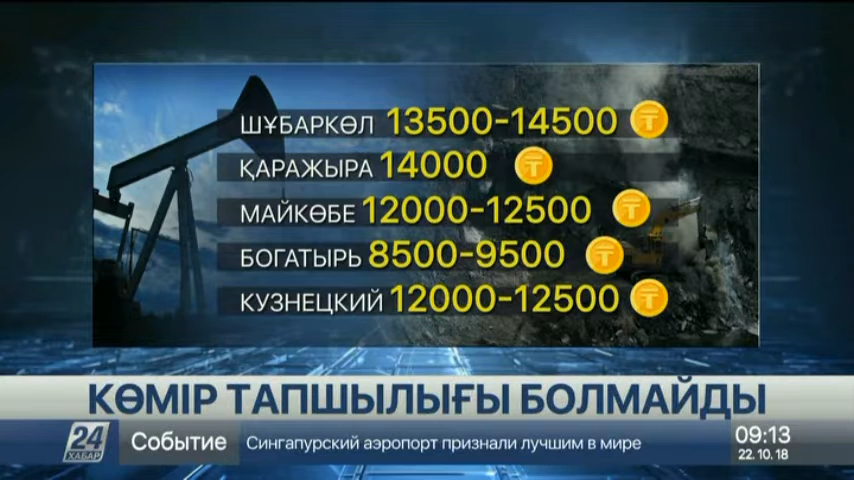 ШҰБАРКӨЛ 13500-14500 ₸
ҚАРАЖЫРА 14000 ₸
МАЙКӨБЕ 12000-12500 ₸
БОГАТЫРЬ 8500-9500 ₸
КУЗНЕЦКИЙ 12000-12500 ₸
КӨМІР ТАПШЫЛЫҒЫ БОЛМАЙДЫ
24 ХАБАР
Событие
Сингапурский аэропорт признали лучшим в мире
09:13
22.10.18